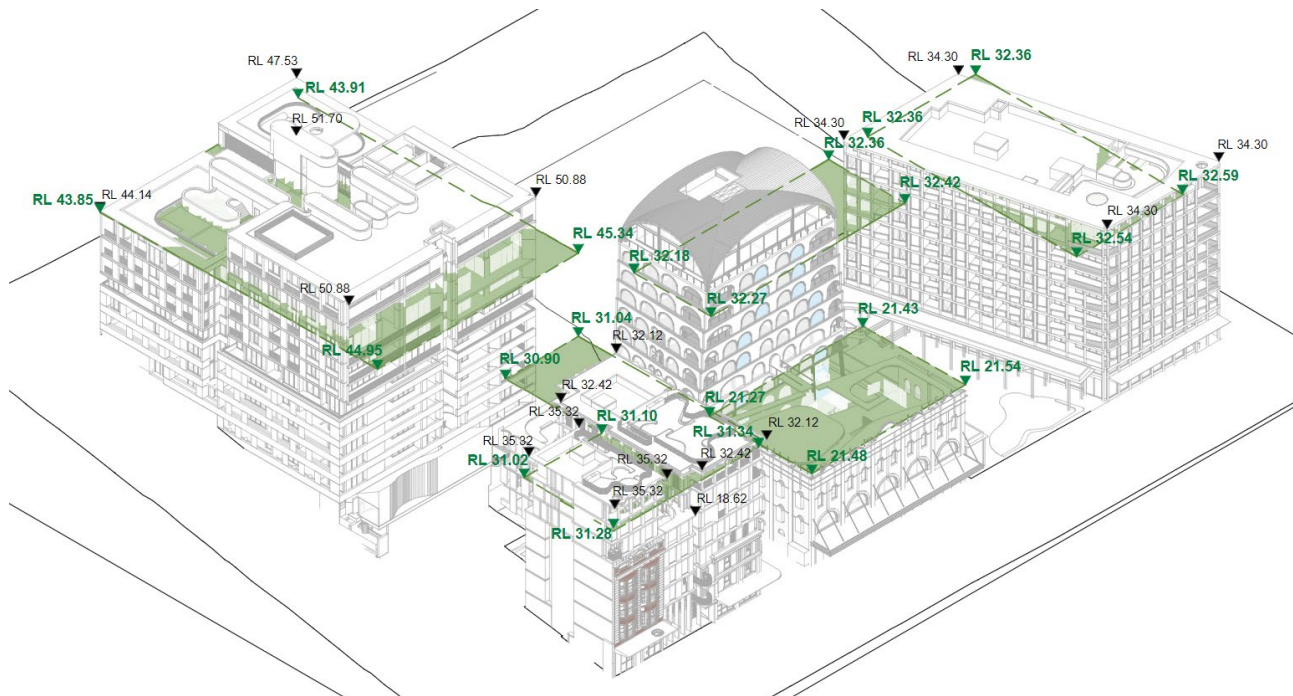 RL 47.53
RL 43.91
RL 51.70
RL 43.85
RL 44.14
RL 50.88
RL 45.34
RL 50.88
RL 44.95
RL 34.30
RL 32.36
RL 32.36
RL 34.30
RL 32.36
RL 34.30
RL 32.59
RL 32.42
RL 34.30
RL 32.54
RL 32.18
RL 32.27
RL 21.43
RL 31.04
RL 32.12
RL 30.90
RL 21.54
RL 32.42
RL 21.27
RL 35.32
RL 31.10
RL 31.34
RL 32.12
RL 35.32
RL 31.02
RL 35.32
RL 32.42
RL 21.48
RL 35.32
RL 18.62
RL 31.28